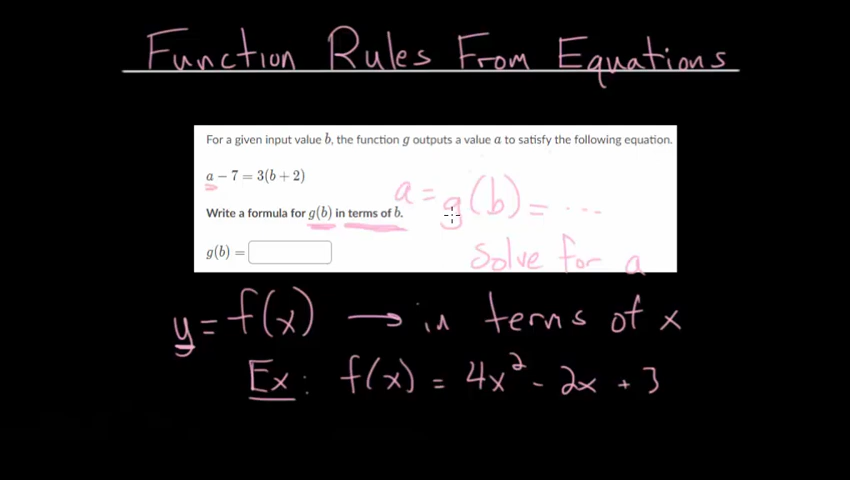 Function Rules From Equations
For a given input value b, the function g outputs a value a to satisfy the following equation.
a − 7 = 3(b + 2)
a = g(b) = ...
Write a formula for g(b) in terms of b.
g(b) =
Solve for a
y = f(x) → in terms of x
Ex: f(x) = 4x² - 2x + 3